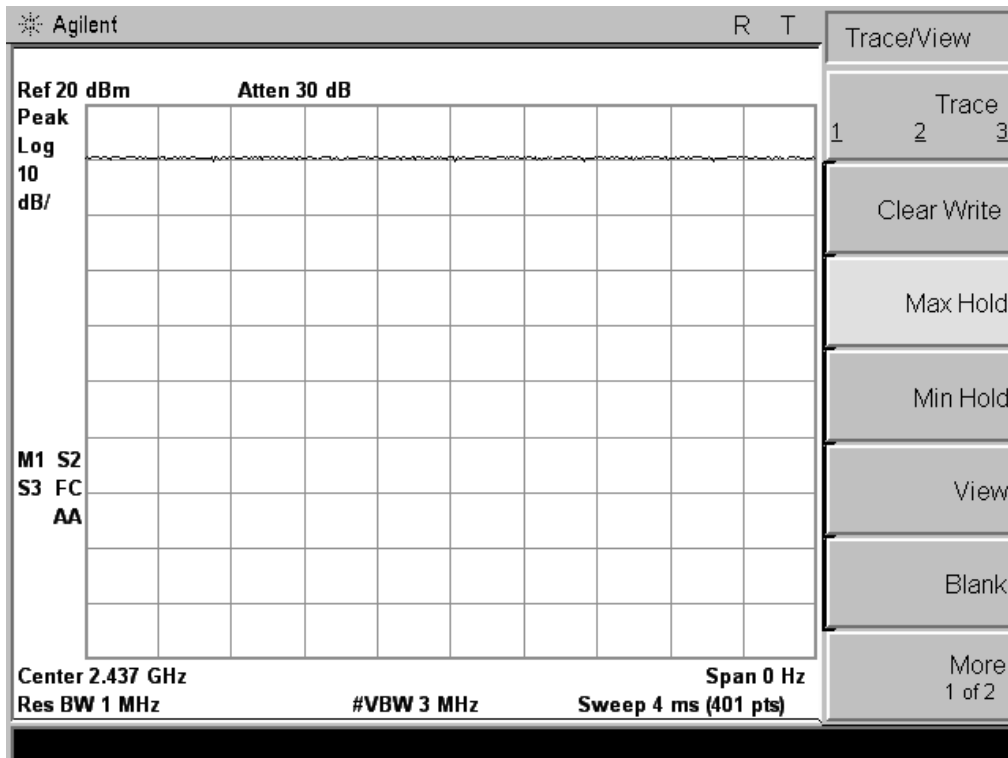 Agilent
R T
Trace/View
Ref 20 dBm
Atten 30 dB
Peak
Log
10
dB/
M1 S2
S3 FC
AA
Center 2.437 GHz
Span 0 Hz
Res BW 1 MHz
#VBW 3 MHz
Sweep 4 ms (401 pts)
Trace
1 2 3
Clear Write
Max Hold
Min Hold
View
Blank
More
1 of 2